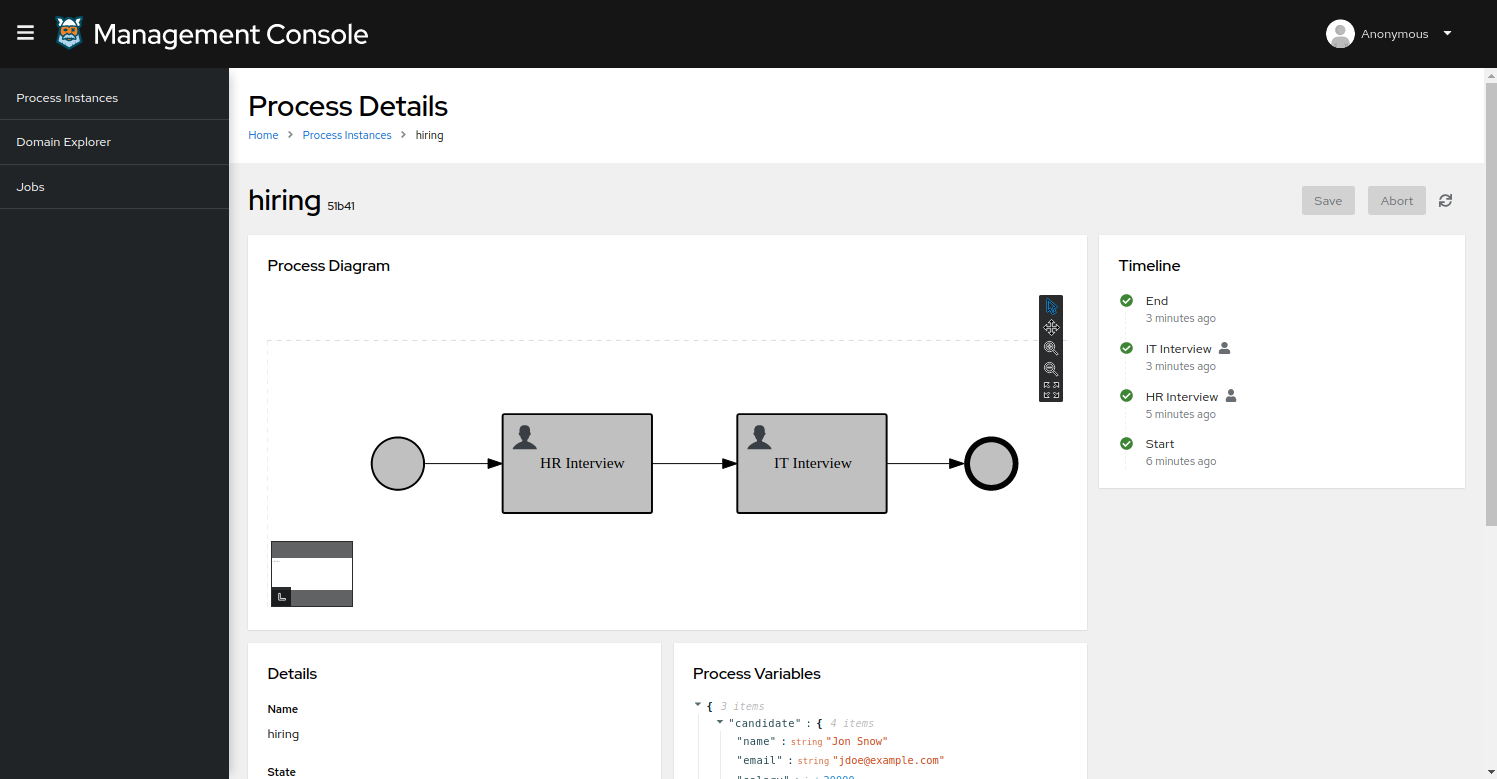 Management Console
Anonymous
Process Instances
Domain Explorer
Jobs
Process Details
Home > Process Instances > hiring
hiring 51b41
Save
Abort
Process Diagram
HR Interview
IT Interview
Timeline
End
3 minutes ago
IT Interview
3 minutes ago
HR Interview
5 minutes ago
Start
6 minutes ago
Details
Name
hiring
State
Process Variables
{ 3 items
"candidate" : { 4 items
"name" : string "Jon Snow"
"email" : string "jdoe@example.com"